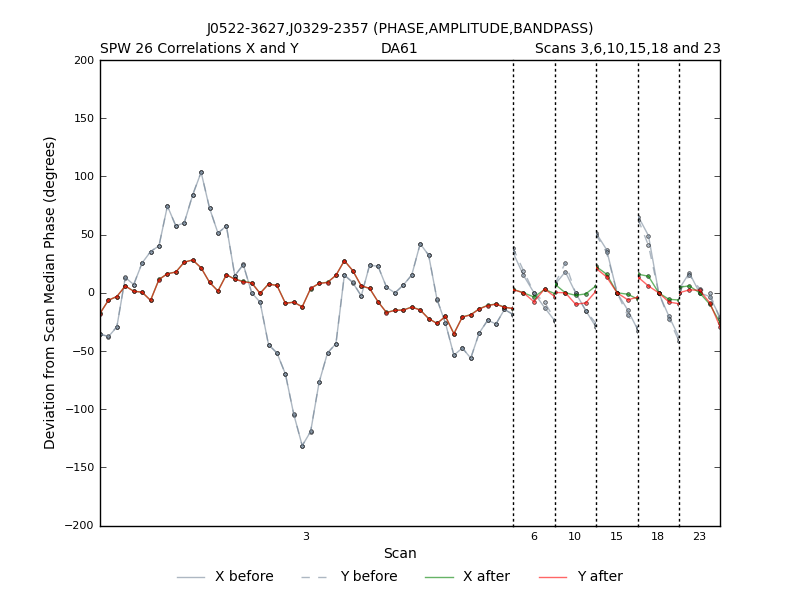 J0522-3627,J0329-2357 (PHASE,AMPLITUDE,BANDPASS)
SPW 26 Correlations X and Y DA61 Scans 3,6,10,15,18 and 23
200
150
100
50
0
−50
−100
−150
−200
Deviation from Scan Median Phase (degrees)
3 6 10 15 18 23
Scan
X before Y before X after Y after